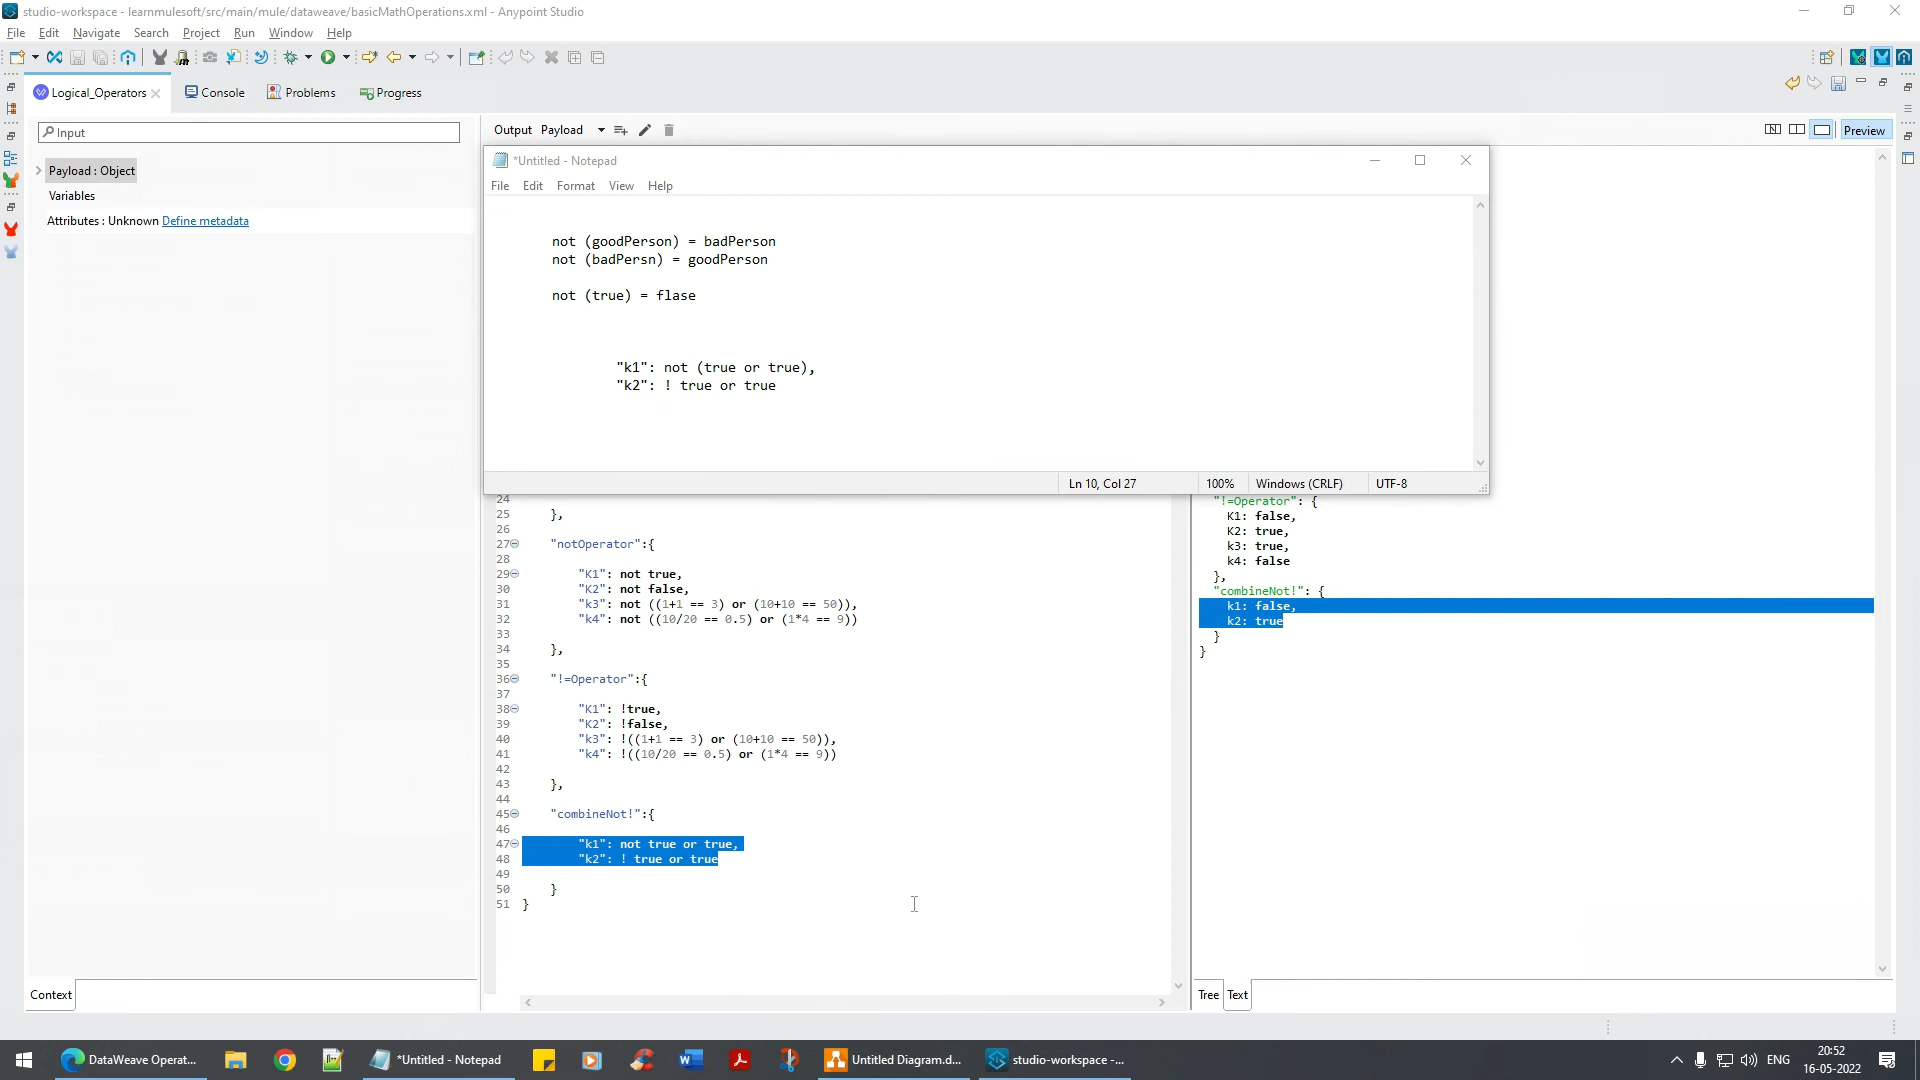 studio-workspace - learnmulesoft/src/main/mule/dataweave/basicMathOperations.xml - Anypoint Studio
File Edit Navigate Search Project Run Window Help
Logical_Operators Console Problems Progress
Input
Output Payload
Preview
Payload : Object
Variables
Attributes : Unknown Define metadata
*Untitled - Notepad
File Edit Format View Help
not (goodPerson) = badPerson
not (badPersn) = goodPerson
not (true) = flase
"k1": not (true or true),
"k2": ! true or true
Ln 10, Col 27 100% Windows (CRLF) UTF-8
24
25 },
26
27 "notOperator":{
28
29 "K1": not true,
30 "K2": not false,
31 "k3": not ((1+1 == 3) or (10+10 == 50)),
32 "k4": not ((10/20 == 0.5) or (1*4 == 9))
33
34 },
35
36 "!=Operator":{
37
38 "K1": !true,
39 "K2": !false,
40 "k3": !((1+1 == 3) or (10+10 == 50)),
41 "k4": !((10/20 == 0.5) or (1*4 == 9))
42
43 },
44
45 "combineNot!":{
46
47 "k1": not true or true,
48 "k2": ! true or true
49
50 }
51 }
"!=Operator": {
K1: false,
K2: true,
k3: true,
k4: false
},
"combineNot!": {
k1: false,
k2: true
}
}
Context
Tree Text
DataWeave Operat...
*Untitled - Notepad
Untitled Diagram.d...
studio-workspace -...
ENG
20:52
16-05-2022